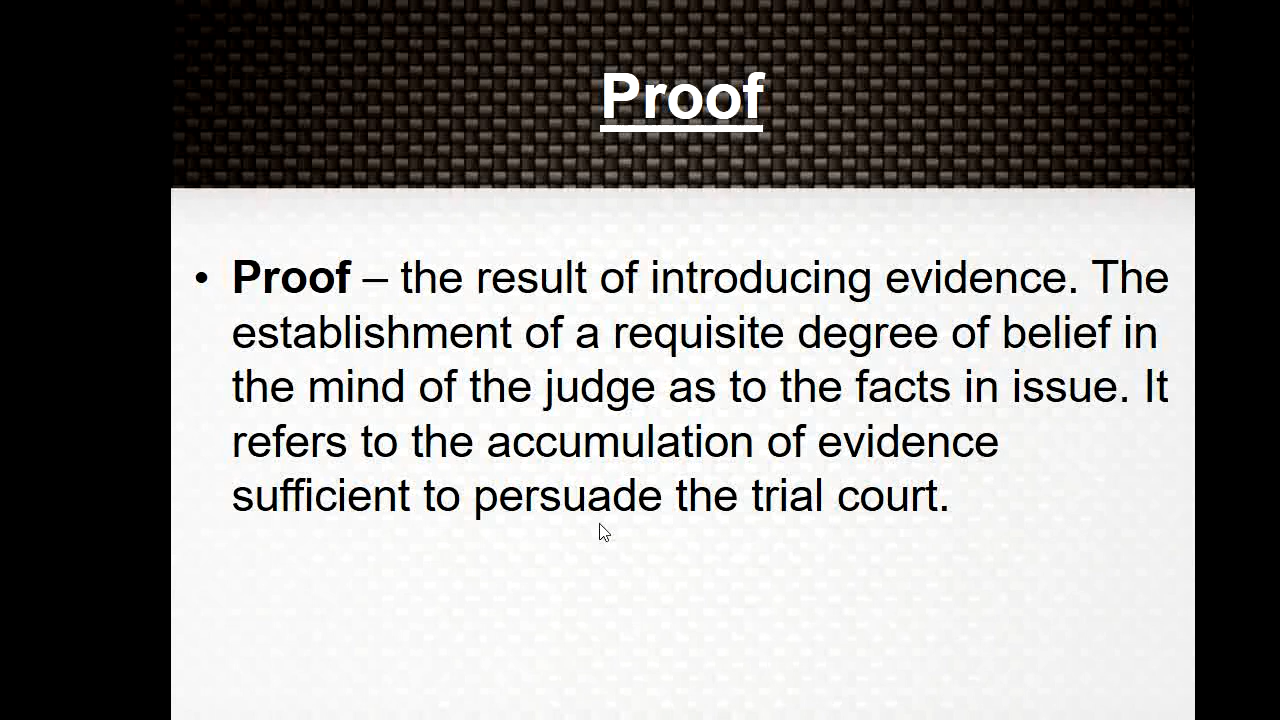 Proof
• Proof – the result of introducing evidence. The
establishment of a requisite degree of belief in
the mind of the judge as to the facts in issue. It
refers to the accumulation of evidence
sufficient to persuade the trial court.